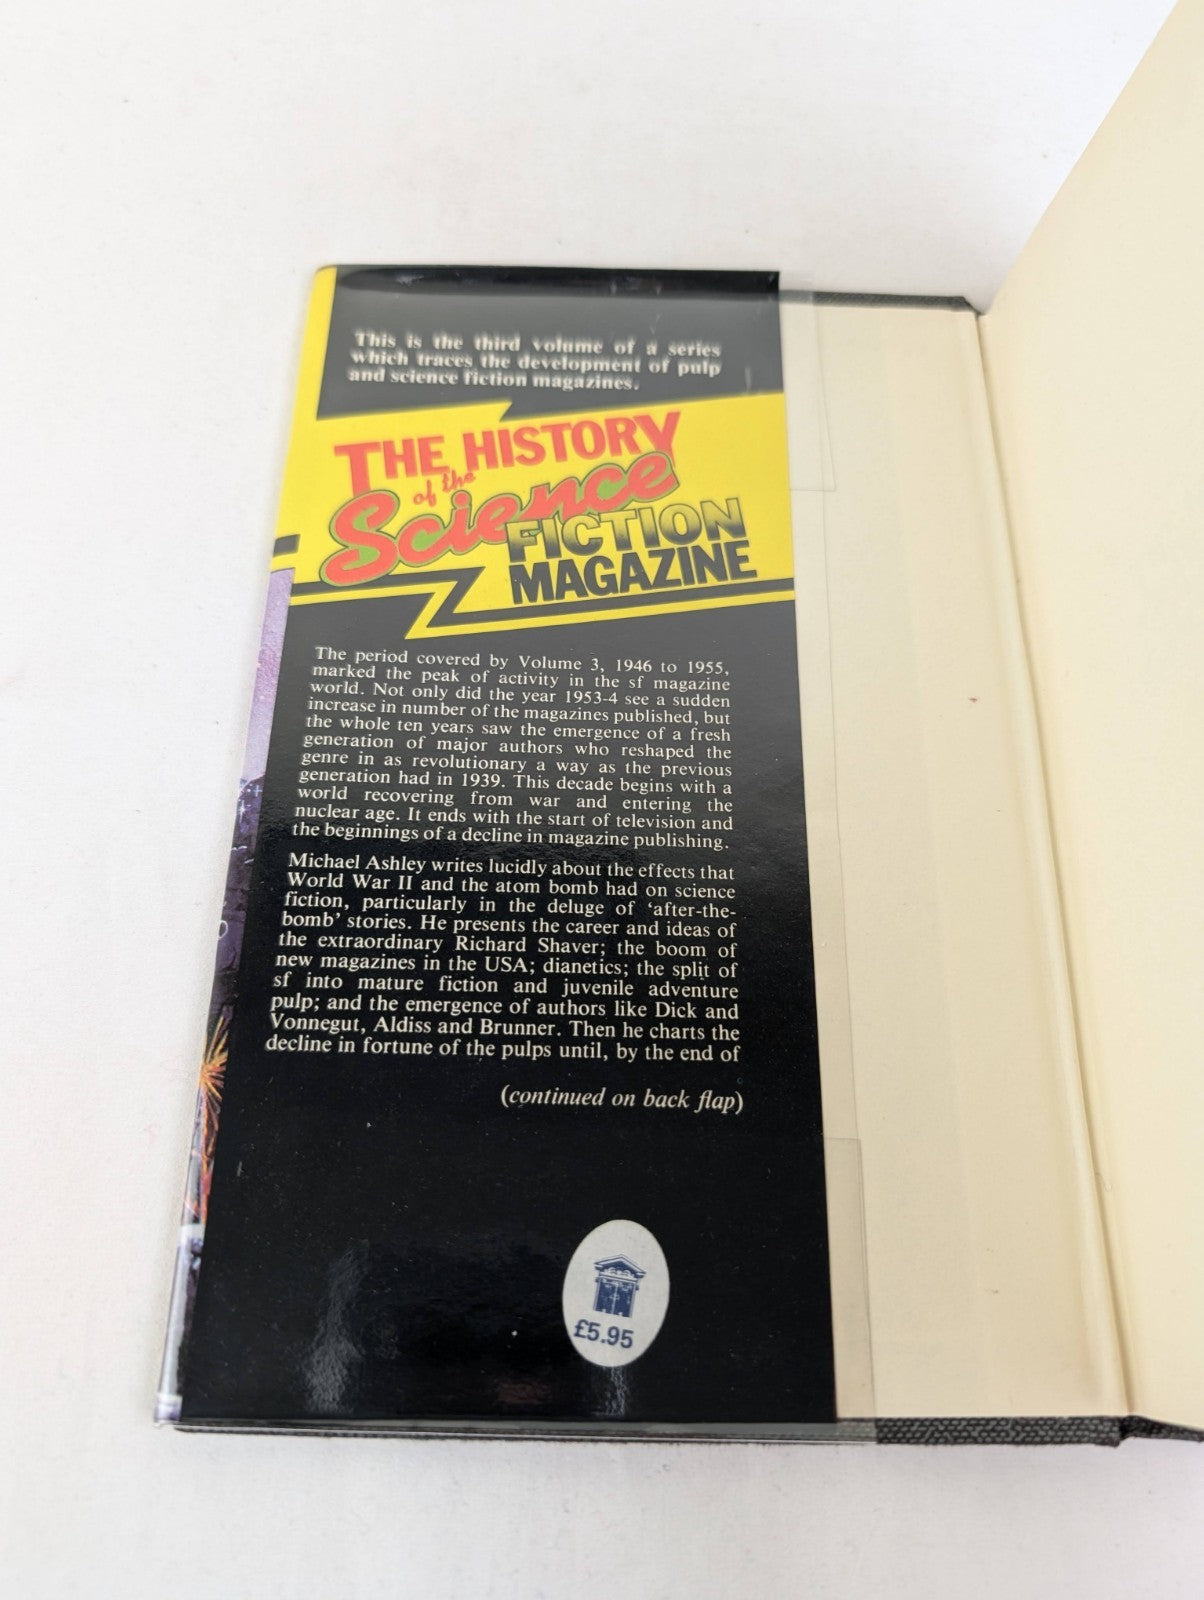 This is the third volume of a series
which traces the development of pulp
and science fiction magazines.
THE HISTORY
of the
Science
FICTION
MAGAZINE
The period covered by Volume 3, 1946 to 1955,
marked the peak of activity in the sf magazine
world. Not only did the year 1953-4 see a sudden
increase in number of the magazines published, but
the whole ten years saw the emergence of a fresh
generation of major authors who reshaped the
genre in as revolutionary a way as the previous
generation had in 1939. This decade begins with a
world recovering from war and entering the
nuclear age. It ends with the start of television and
the beginnings of a decline in magazine publishing.
Michael Ashley writes lucidly about the effects that
World War II and the atom bomb had on science
fiction, particularly in the deluge of ‘after-the-
bomb’ stories. He presents the career and ideas of
the extraordinary Richard Shaver; the boom of
new magazines in the USA; dianetics; the split of
sf into mature fiction and juvenile adventure
pulp; and the emergence of authors like Dick and
Vonnegut, Aldiss and Brunner. Then he charts the
decline in fortune of the pulps until, by the end of
(continued on back flap)
£5.95